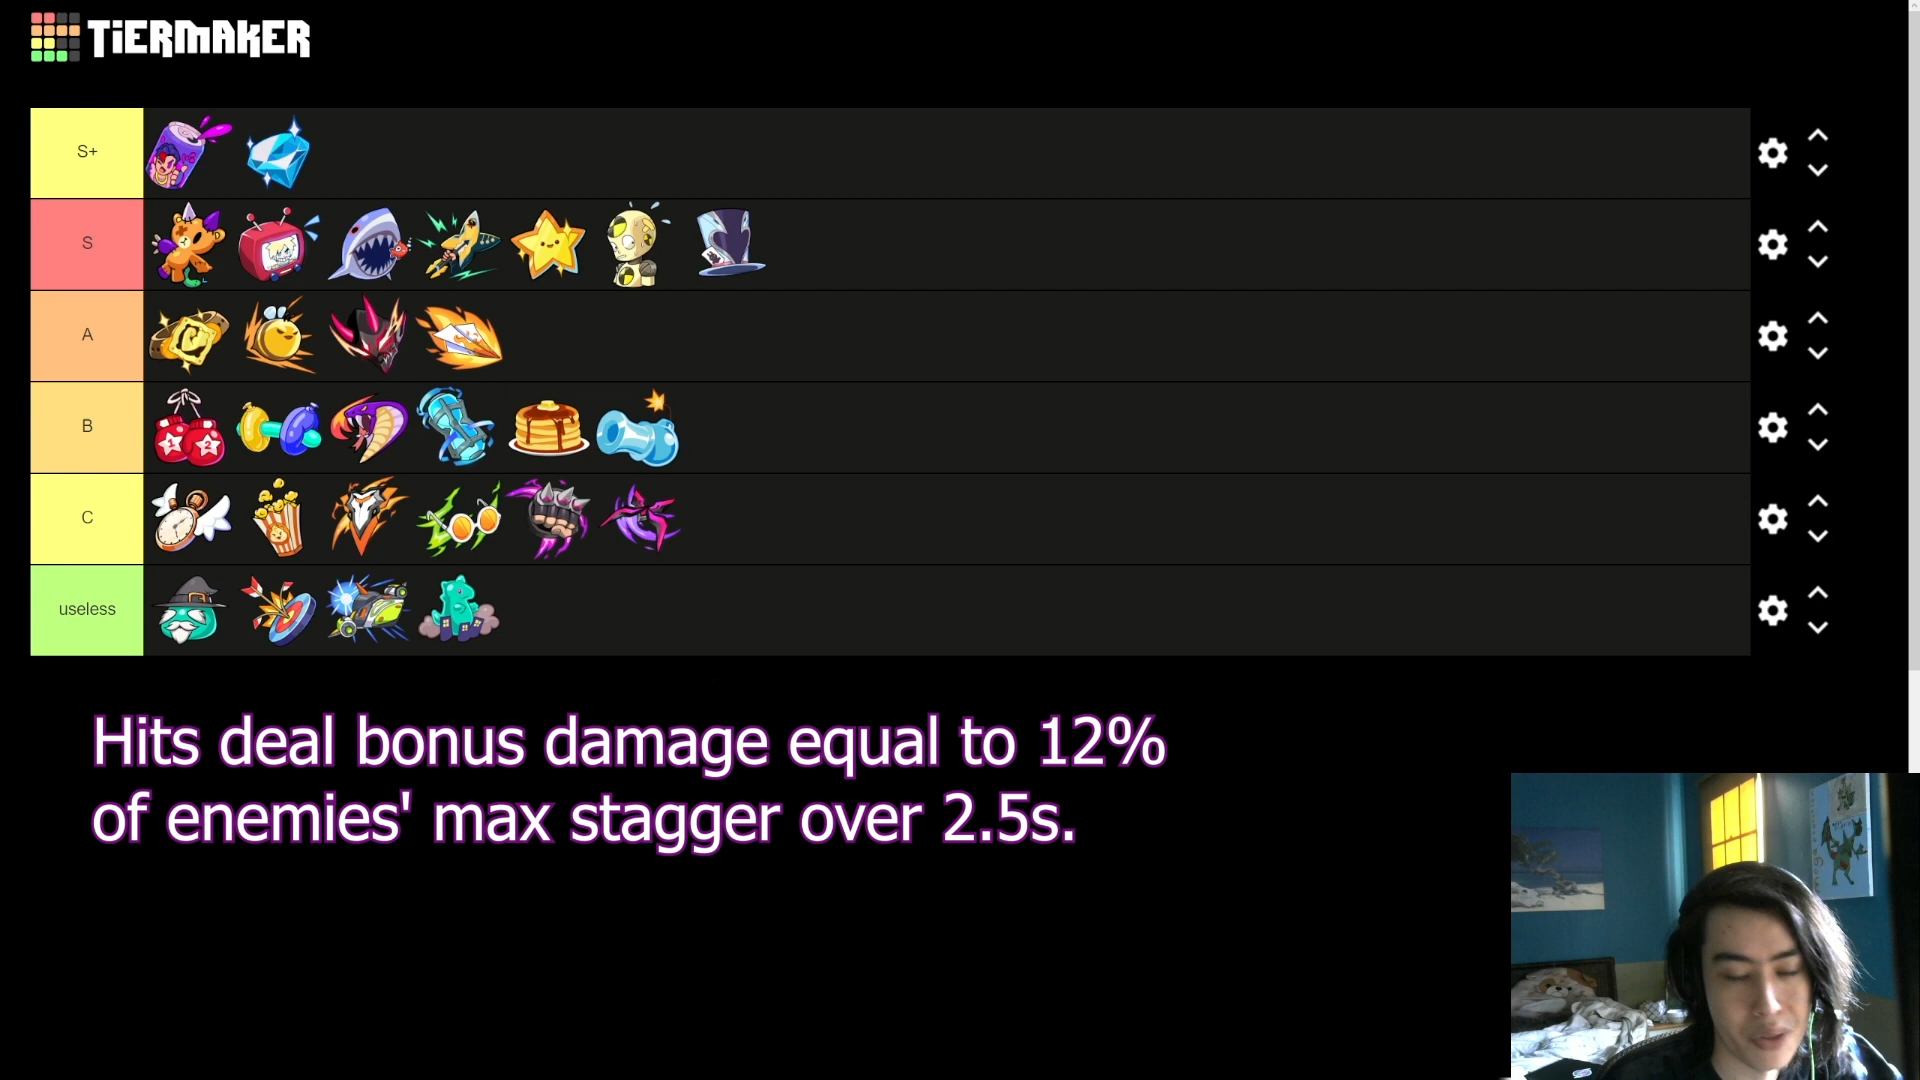 TiERMAKER
S+
S
A
B
C
useless
Hits deal bonus damage equal to 12%
of enemies' max stagger over 2.5s.